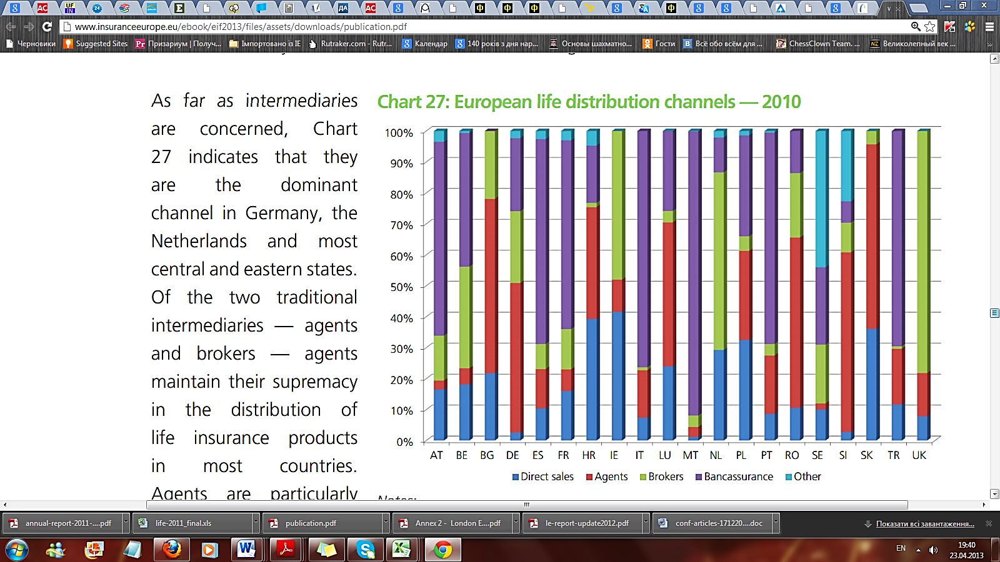 www.insuranceeurope.eu/ebook/eif2013/files/assets/downloads/publication.pdf
Черновики Suggested Sites Призариум | Получ... Імпортовано із IE Rutraker.com - Rutr... Календар 140 років з дня нар... Основы шахматно... Гости Всё обо всём для ... ChessClown Team. ... Великолепный век ... »
As far as intermediaries
are concerned, Chart
27 indicates that they
are the dominant
channel in Germany, the
Netherlands and most
central and eastern states.
Of the two traditional
intermediaries — agents
and brokers — agents
maintain their supremacy
in the distribution of
life insurance products
in most countries.
Agents are particularly
Chart 27: European life distribution channels — 2010
100%
90%
80%
70%
60%
50%
40%
30%
20%
10%
0%
AT BE BG DE ES FR HR IE IT LU MT NL PL PT RO SE SI SK TR UK
Direct sales Agents Brokers Bancassurance Other
Notes:
annual-report-2011-....pdf life-2011_final.xls publication.pdf Annex 2 - London E....pdf le-report-update2012.pdf conf-articles-171220....doc Показати всі завантаження...
EN 19:40
23.04.2013